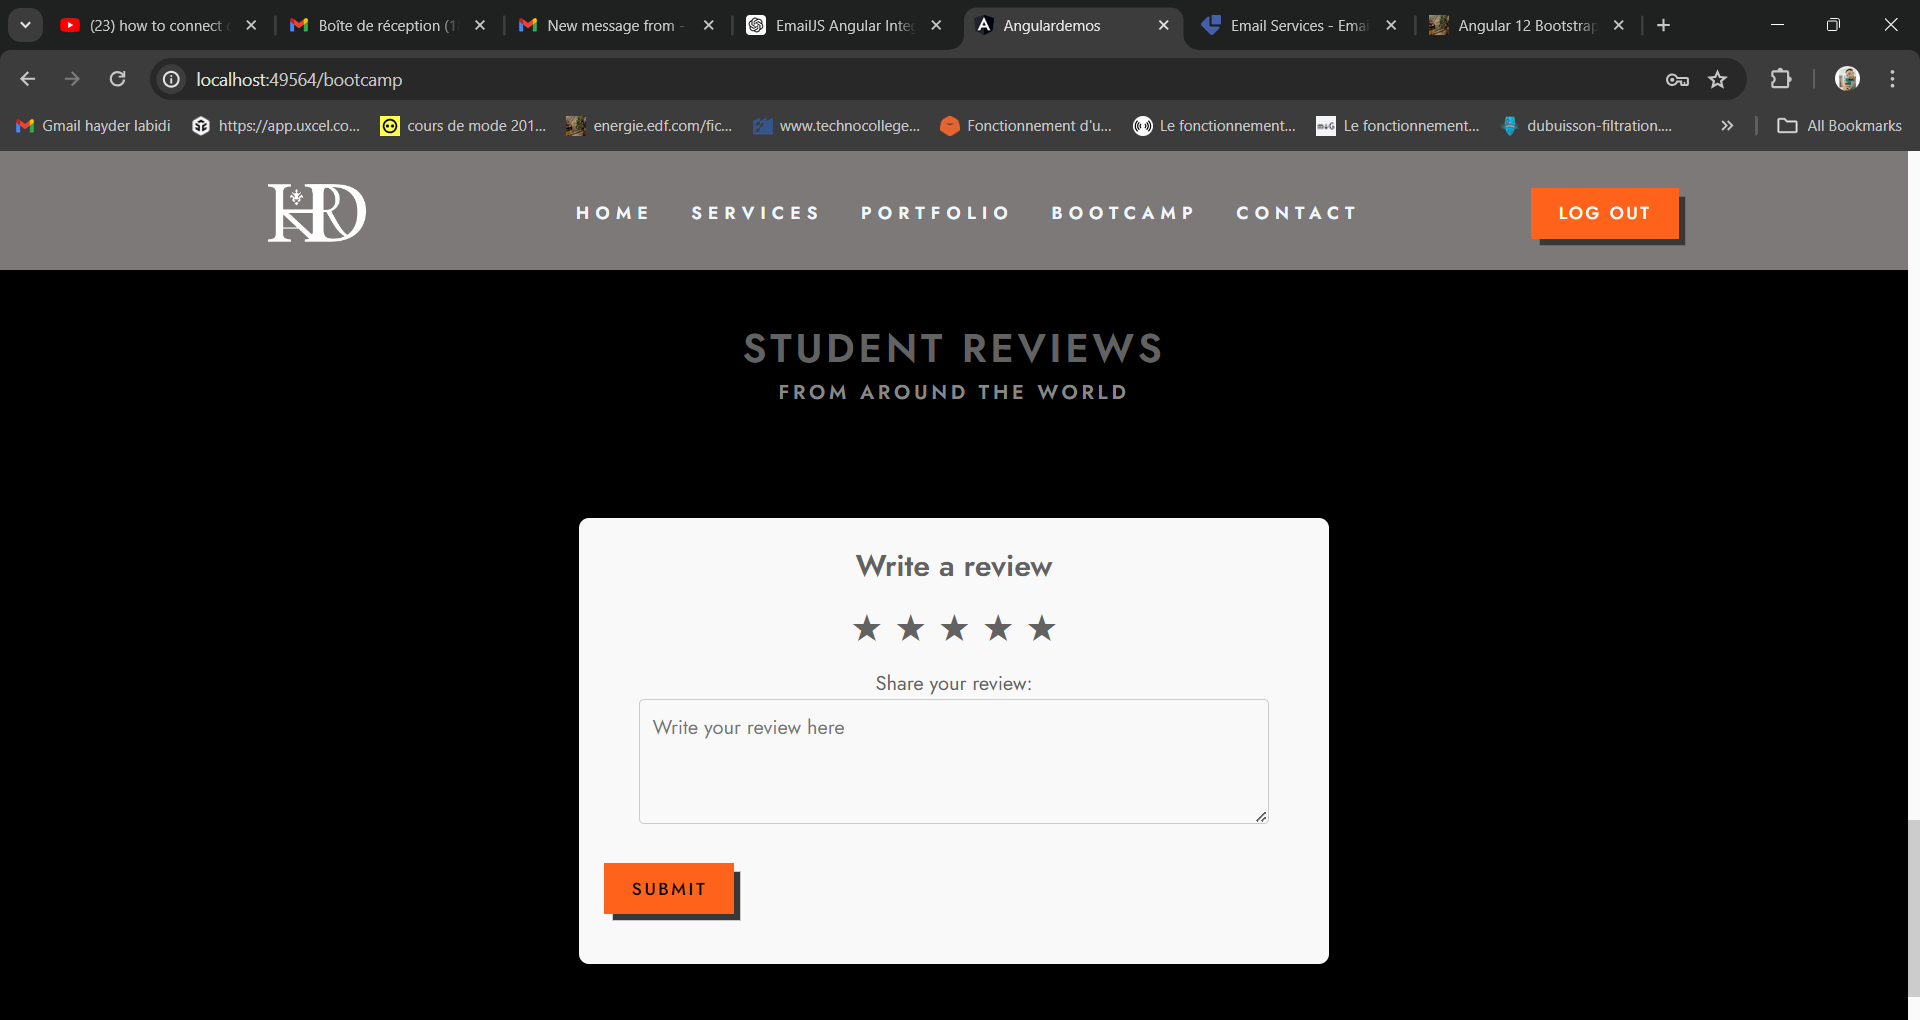 (23) how to connect
Boîte de réception (1
New message from -
EmailJS Angular Inte
Angulardemos
Email Services - Emai
Angular 12 Bootstrap
localhost:49564/bootcamp
Gmail hayder labidi
https://app.uxcel.co...
cours de mode 201...
energie.edf.com/fic...
www.technocollege...
Fonctionnement d'u...
Le fonctionnement...
Le fonctionnement...
dubuisson-filtration....
All Bookmarks
HRD
HOME
SERVICES
PORTFOLIO
BOOTCAMP
CONTACT
LOG OUT
STUDENT REVIEWS
FROM AROUND THE WORLD
Write a review
Share your review:
Write your review here
SUBMIT